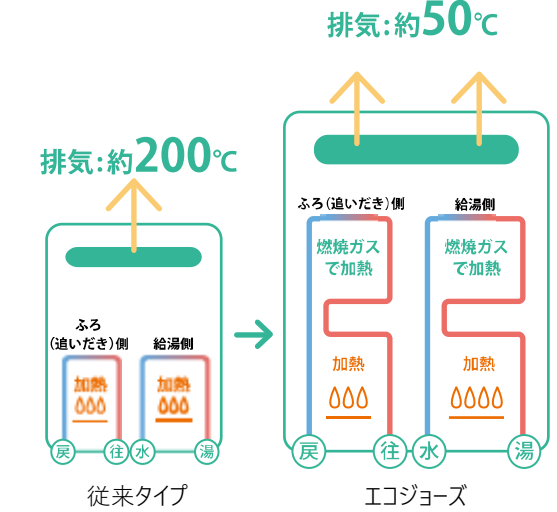 排気:約200℃
ふろ
(追いだき)側
給湯側
加熱
加熱
戻
往
水
湯
従来タイプ
排気:約50℃
ふろ(追いだき)側
給湯側
燃焼ガス
で加熱
燃焼ガス
で加熱
加熱
加熱
戻
往
水
湯
エコジョーズ